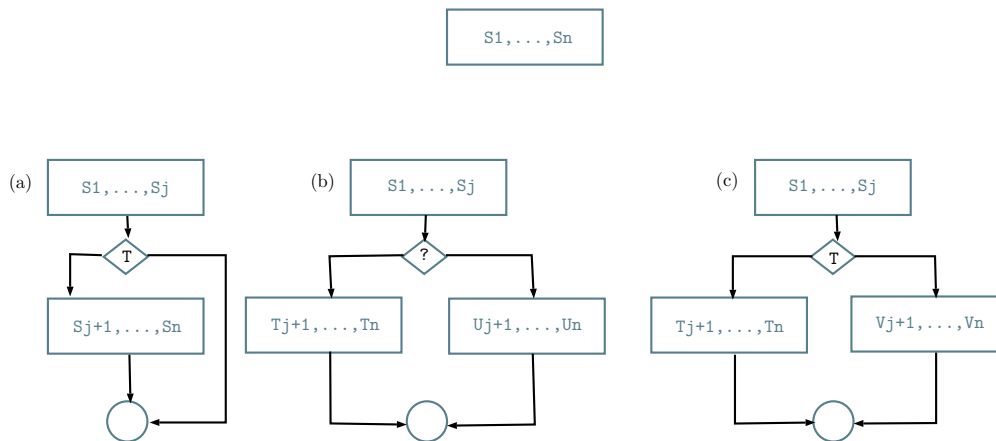 S1,...,Sn
(a)
S1,...,Sj
T
Sj+1,...,Sn
(b)
S1,...,Sj
?
Tj+1,...,Tn
Uj+1,...,Un
(c)
S1,...,Sj
T
Tj+1,...,Tn
Vj+1,...,Vn